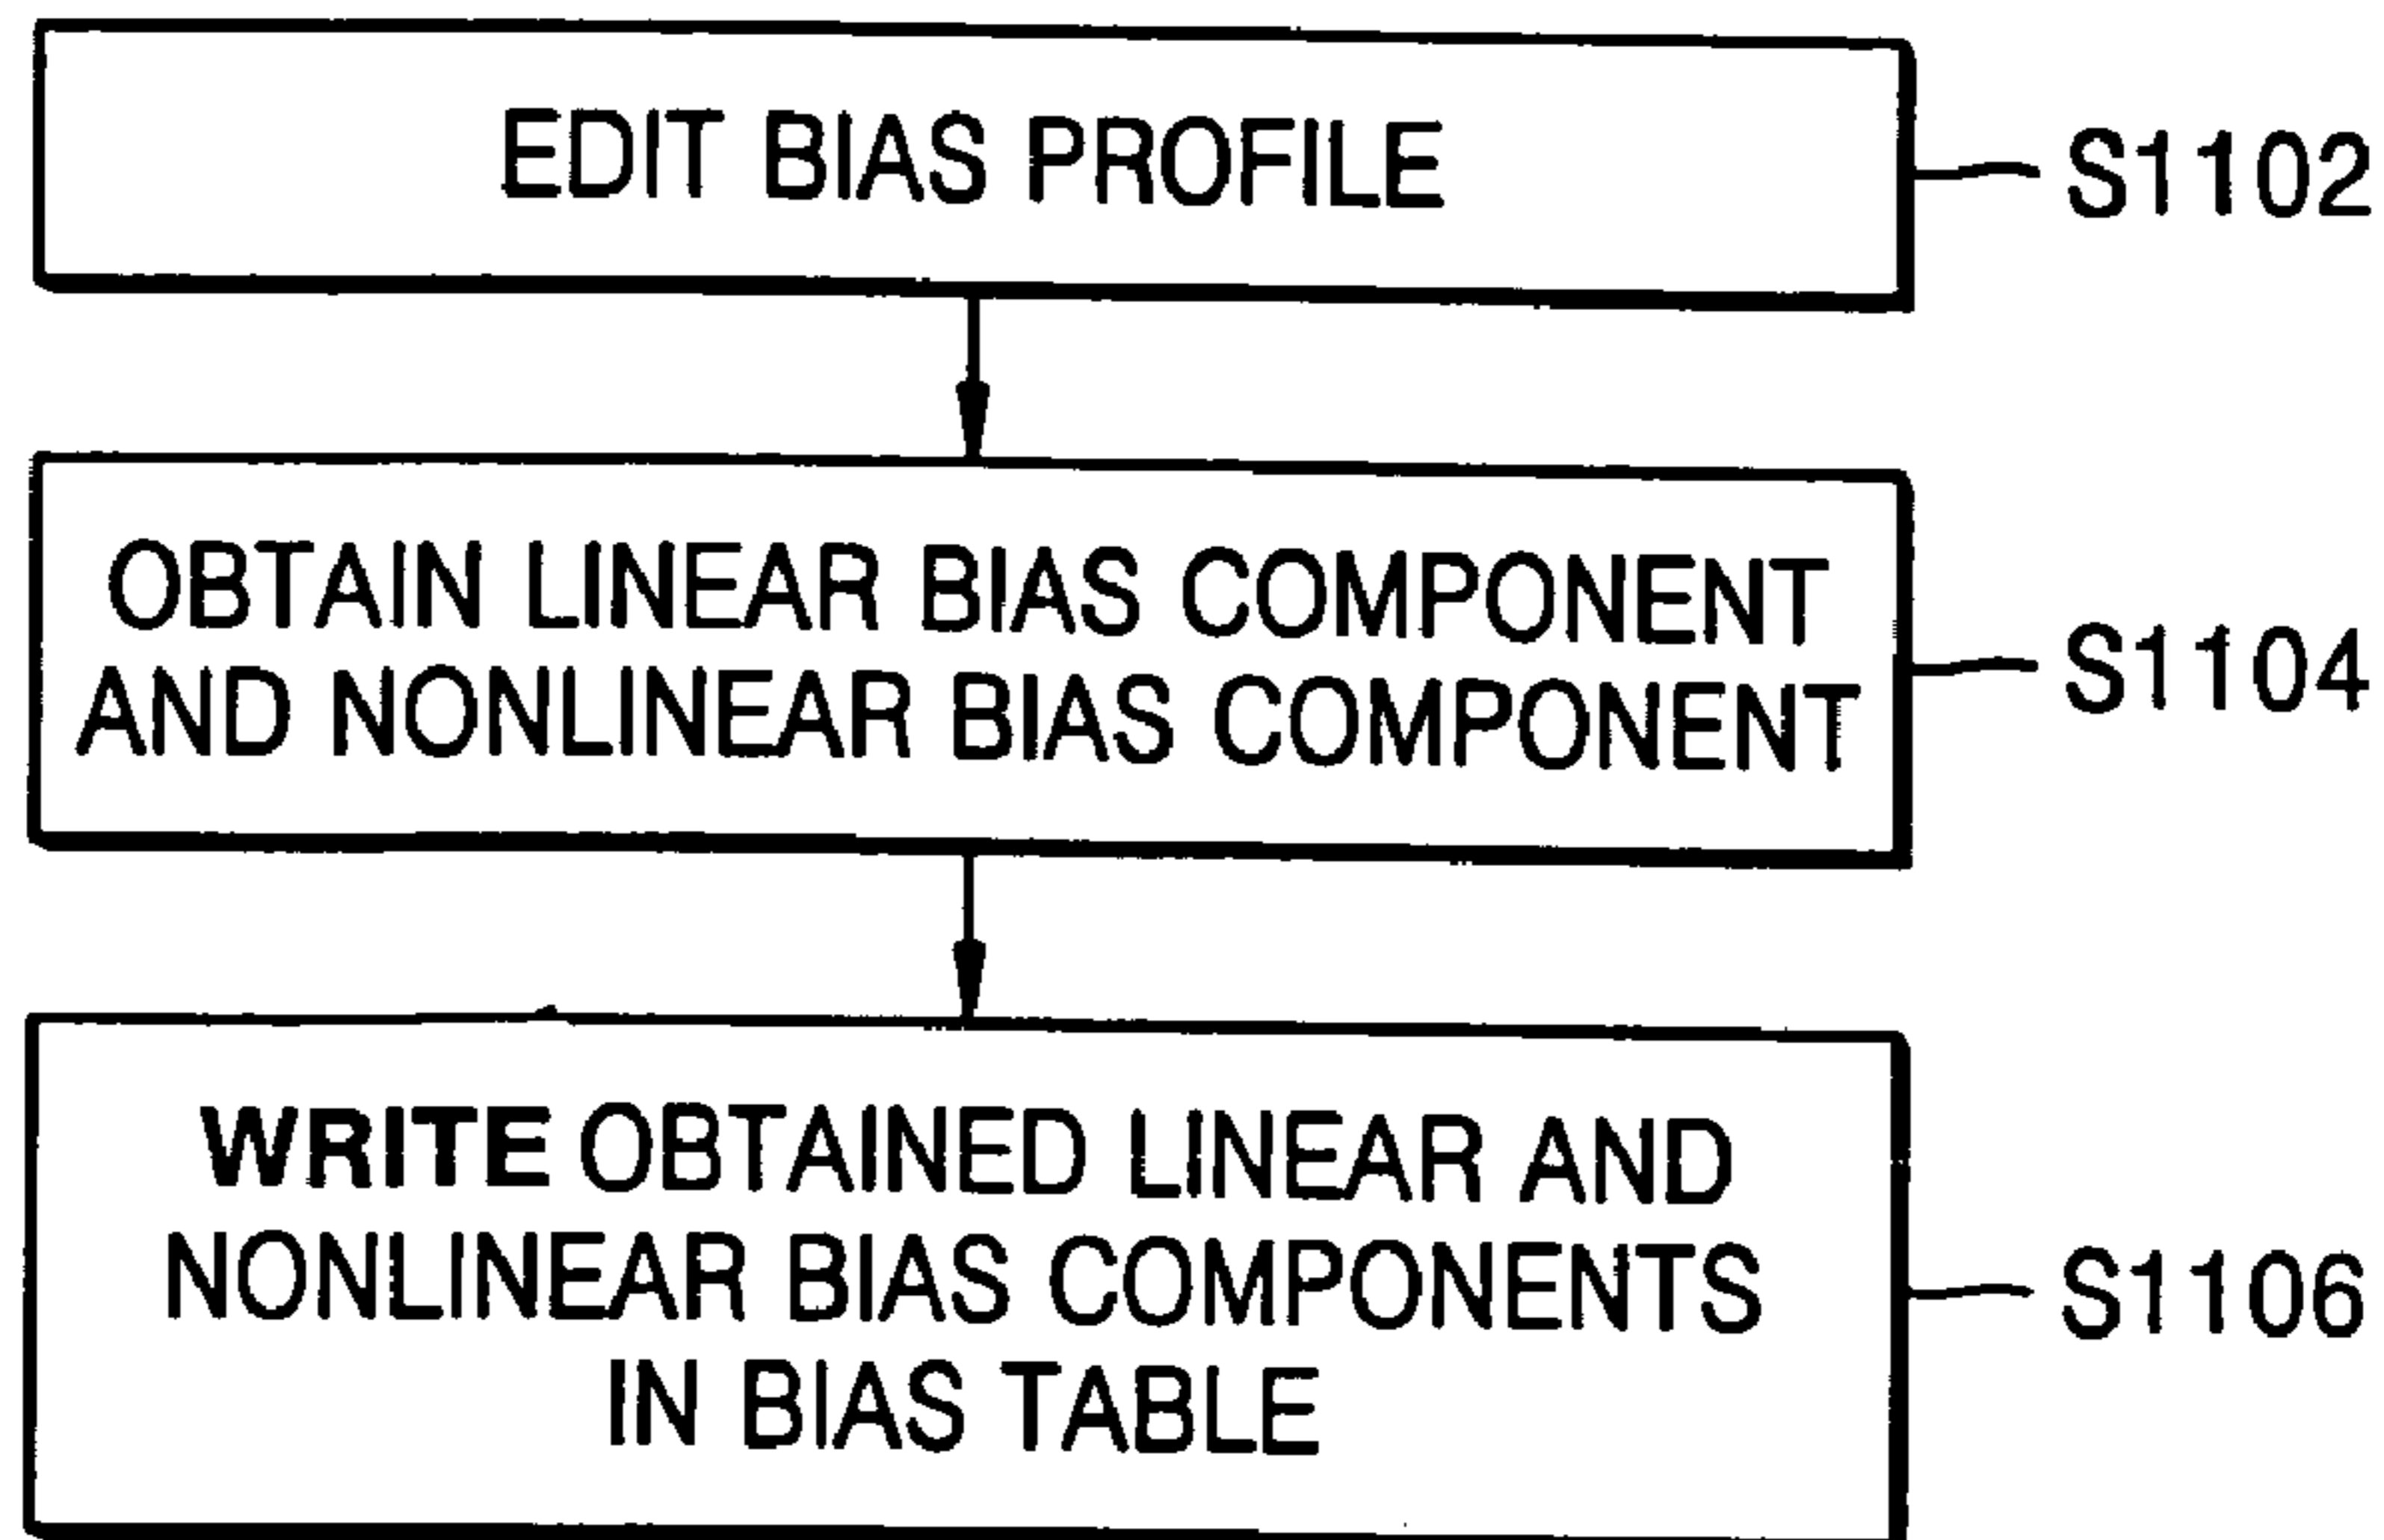 EDIT BIAS PROFILE
S1102
OBTAIN LINEAR BIAS COMPONENT
AND NONLINEAR BIAS COMPONENT
S1104
WRITE OBTAINED LINEAR AND
NONLINEAR BIAS COMPONENTS
IN BIAS TABLE
S1106